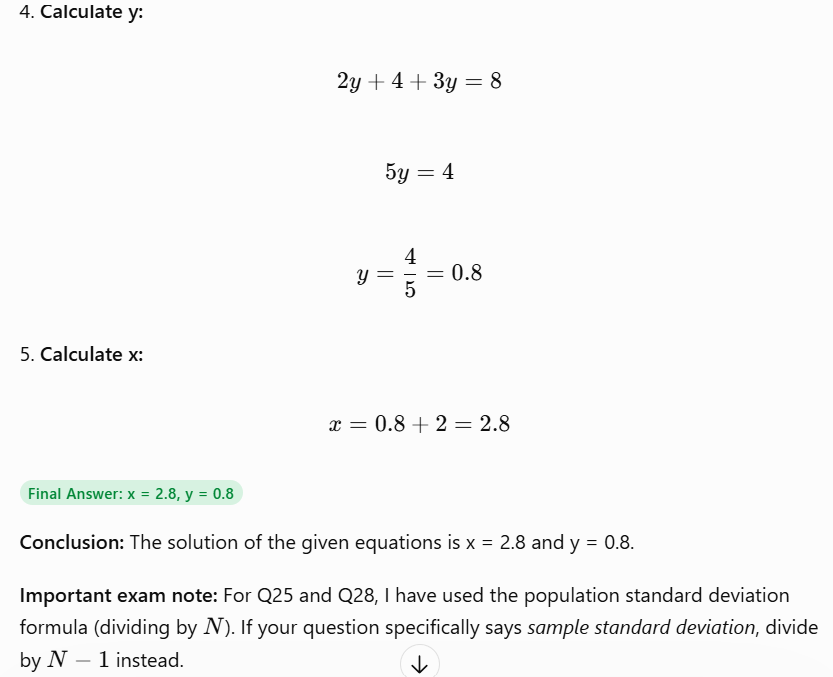 4. Calculate y:
2y + 4 + 3y = 8
5y = 4
y = 4/5 = 0.8
5. Calculate x:
x = 0.8 + 2 = 2.8
Final Answer: x = 2.8, y = 0.8
Conclusion: The solution of the given equations is x = 2.8 and y = 0.8.
Important exam note: For Q25 and Q28, I have used the population standard deviation
formula (dividing by N). If your question specifically says sample standard deviation, divide
by N − 1 instead.